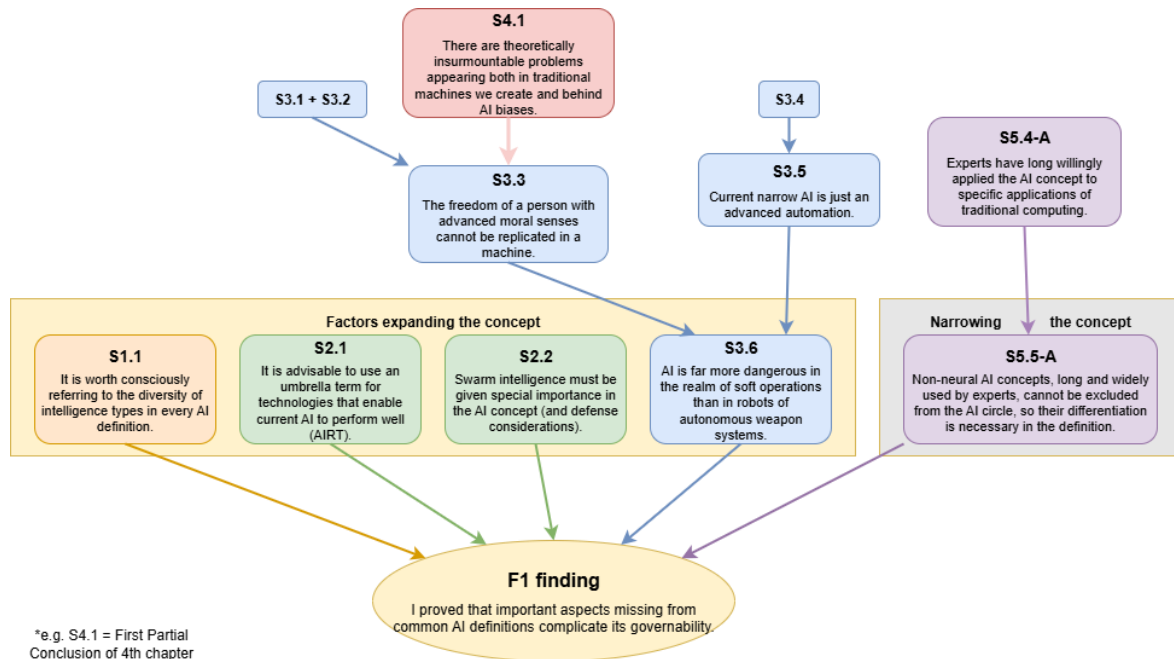 S4.1
There are theoretically
insurmountable problems
appearing both in traditional
machines we create and behind
AI biases.
S3.1 + S3.2
S3.4
S5.4-A
Experts have long willingly
applied the AI concept to
specific applications of
traditional computing.
S3.3
The freedom of a person with
advanced moral senses
cannot be replicated in a
machine.
S3.5
Current narrow AI is just an
advanced automation.
Factors expanding the concept
Narrowing the concept
S1.1
It is worth consciously
referring to the diversity of
intelligence types in every AI
definition.
S2.1
It is advisable to use an
umbrella term for
technologies that enable
current AI to perform well
(AIRT).
S2.2
Swarm intelligence must be
given special importance in
the AI concept (and defense
considerations).
S3.6
AI is far more dangerous in
the realm of soft operations
than in robots of
autonomous weapon
systems.
S5.5-A
Non-neural AI concepts, long and widely
used by experts, cannot be excluded
from the AI circle, so their differentiation
is necessary in the definition.
F1 finding
I proved that important aspects missing from
common AI definitions complicate its governability.
*e.g. S4.1 = First Partial
Conclusion of 4th chapter